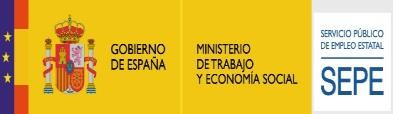 GOBIERNO
DE ESPAÑA
MINISTERIO
DE TRABAJO
Y ECONOMÍA SOCIAL
SERVICIO PÚBLICO
DE EMPLEO ESTATAL
SEPE